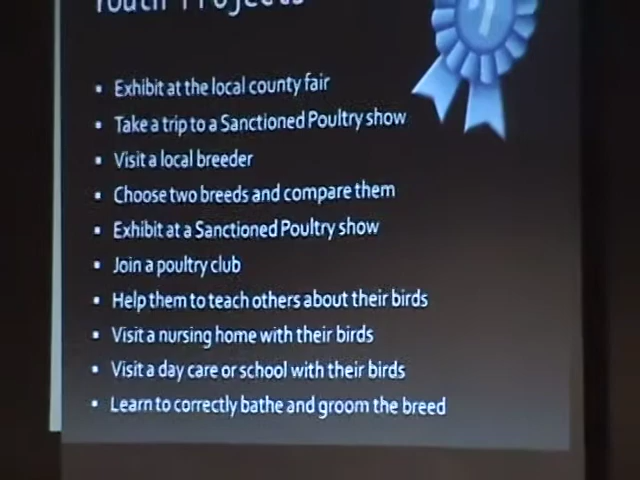 Youth Projects
1
▪ Exhibit at the local county fair
▪ Take a trip to a Sanctioned Poultry show
▪ Visit a local breeder
▪ Choose two breeds and compare them
▪ Exhibit at a Sanctioned Poultry show
▪ Join a poultry club
▪ Help them to teach others about their birds
▪ Visit a nursing home with their birds
▪ Visit a day care or school with their birds
▪ Learn to correctly bathe and groom the breed